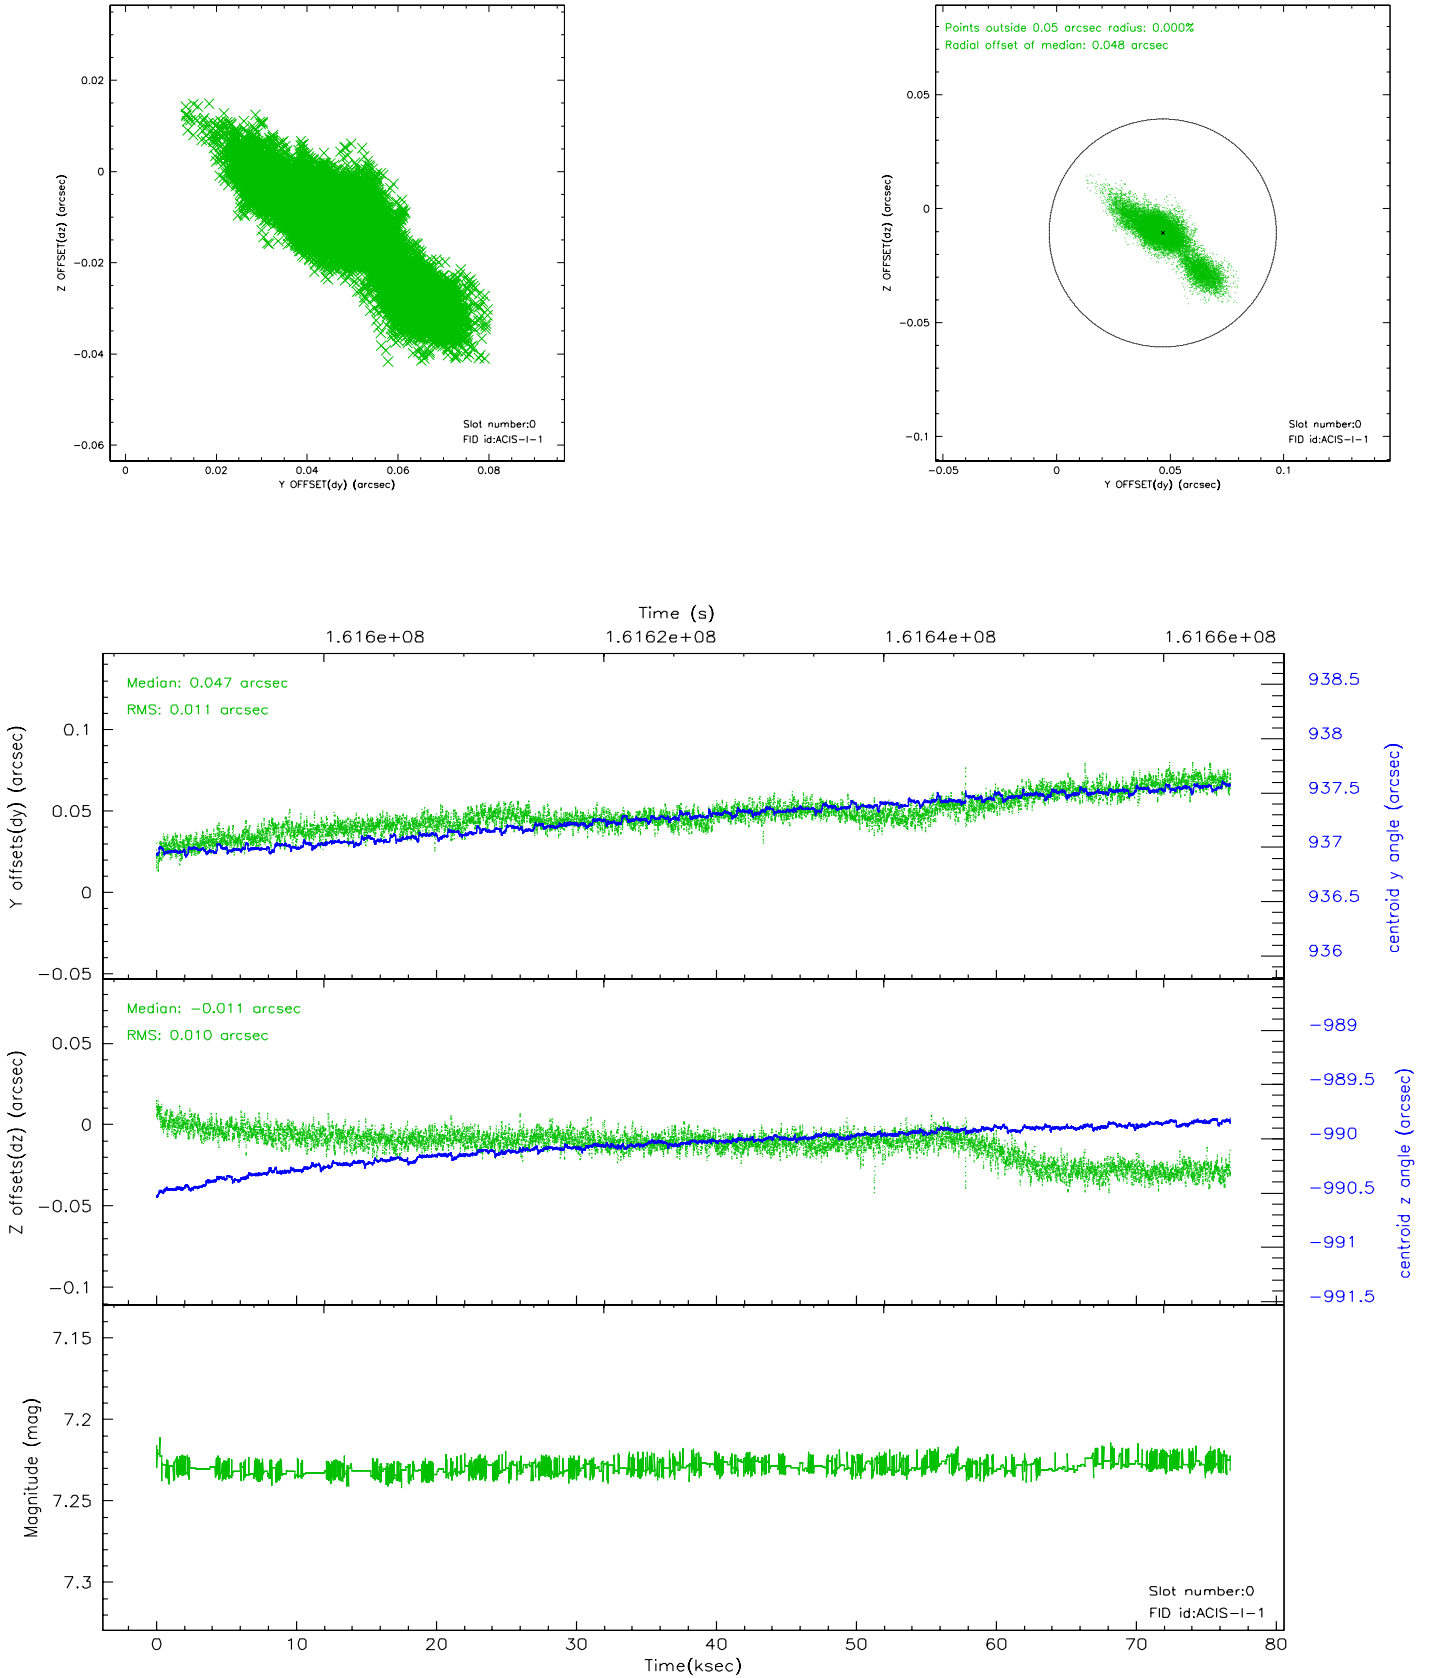 0.02
0
−0.02
−0.04
−0.06
Z OFFSET(dz) (arcsec)
Slot number:0
FID id:ACIS−I−1
0 0.02 0.04 0.06 0.08
Y OFFSET(dy) (arcsec)
Points outside 0.05 arcsec radius: 0.000%
Radial offset of median: 0.048 arcsec
0.05
0
−0.05
−0.1
Z OFFSET(dz) (arcsec)
Slot number:0
FID id:ACIS−I−1
−0.05 0 0.05 0.1
Y OFFSET(dy) (arcsec)
Time (s)
1.616e+08 1.6162e+08 1.6164e+08 1.6166e+08
Median: 0.047 arcsec
RMS: 0.011 arcsec
0.1
0.05
0
−0.05
Y offsets(dy) (arcsec)
938.5
938
937.5
937
936.5
936
centroid y angle (arcsec)
Median: −0.011 arcsec
RMS: 0.010 arcsec
0.05
0
−0.05
−0.1
Z offsets(dz) (arcsec)
−989
−989.5
−990
−990.5
−991
−991.5
centroid z angle (arcsec)
7.15
7.2
7.25
7.3
Magnitude (mag)
Slot number:0
FID id:ACIS−I−1
0 10 20 30 40 50 60 70 80
Time(ksec)